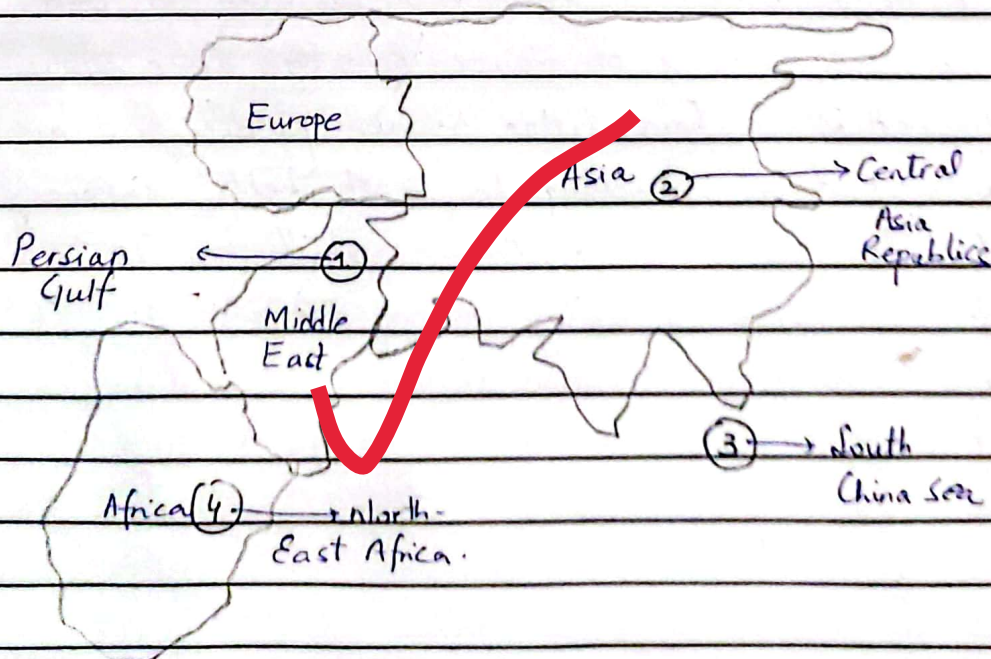 Europe
Asia ② → Central
Asia
Republics
Persian ← ①
Gulf
Middle
East
③ → South
China sea
Africa ④ → North-
East Africa.